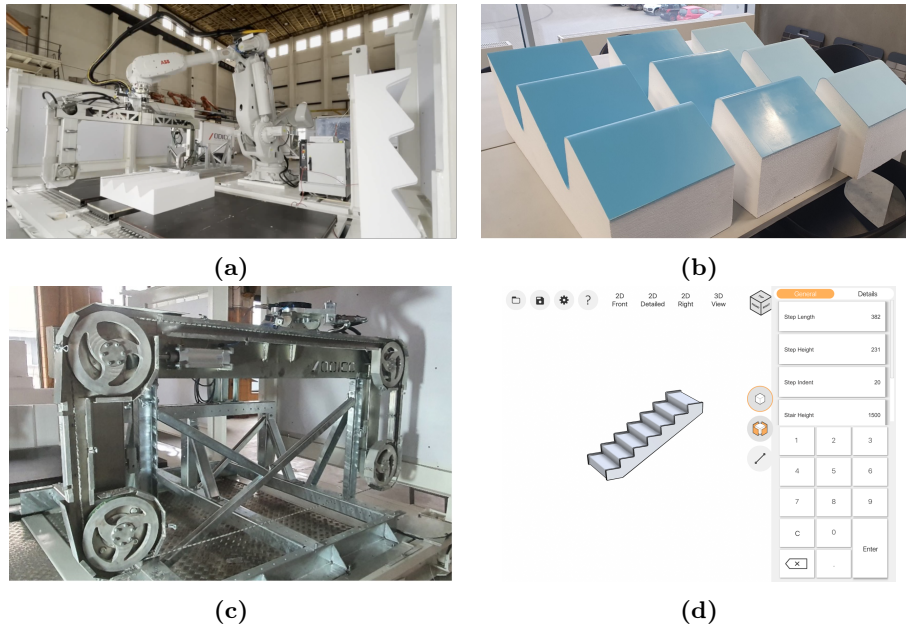 ABB
(a)
(b)
(c)
2D Front
2D Detailed
2D Right
3D View
?
General
Details
Step Length 382
Step Height 231
Step Indent 20
Stair Height 1500
1 2 3
4 5 6
7 8 9
C 0 Enter
.
(d)